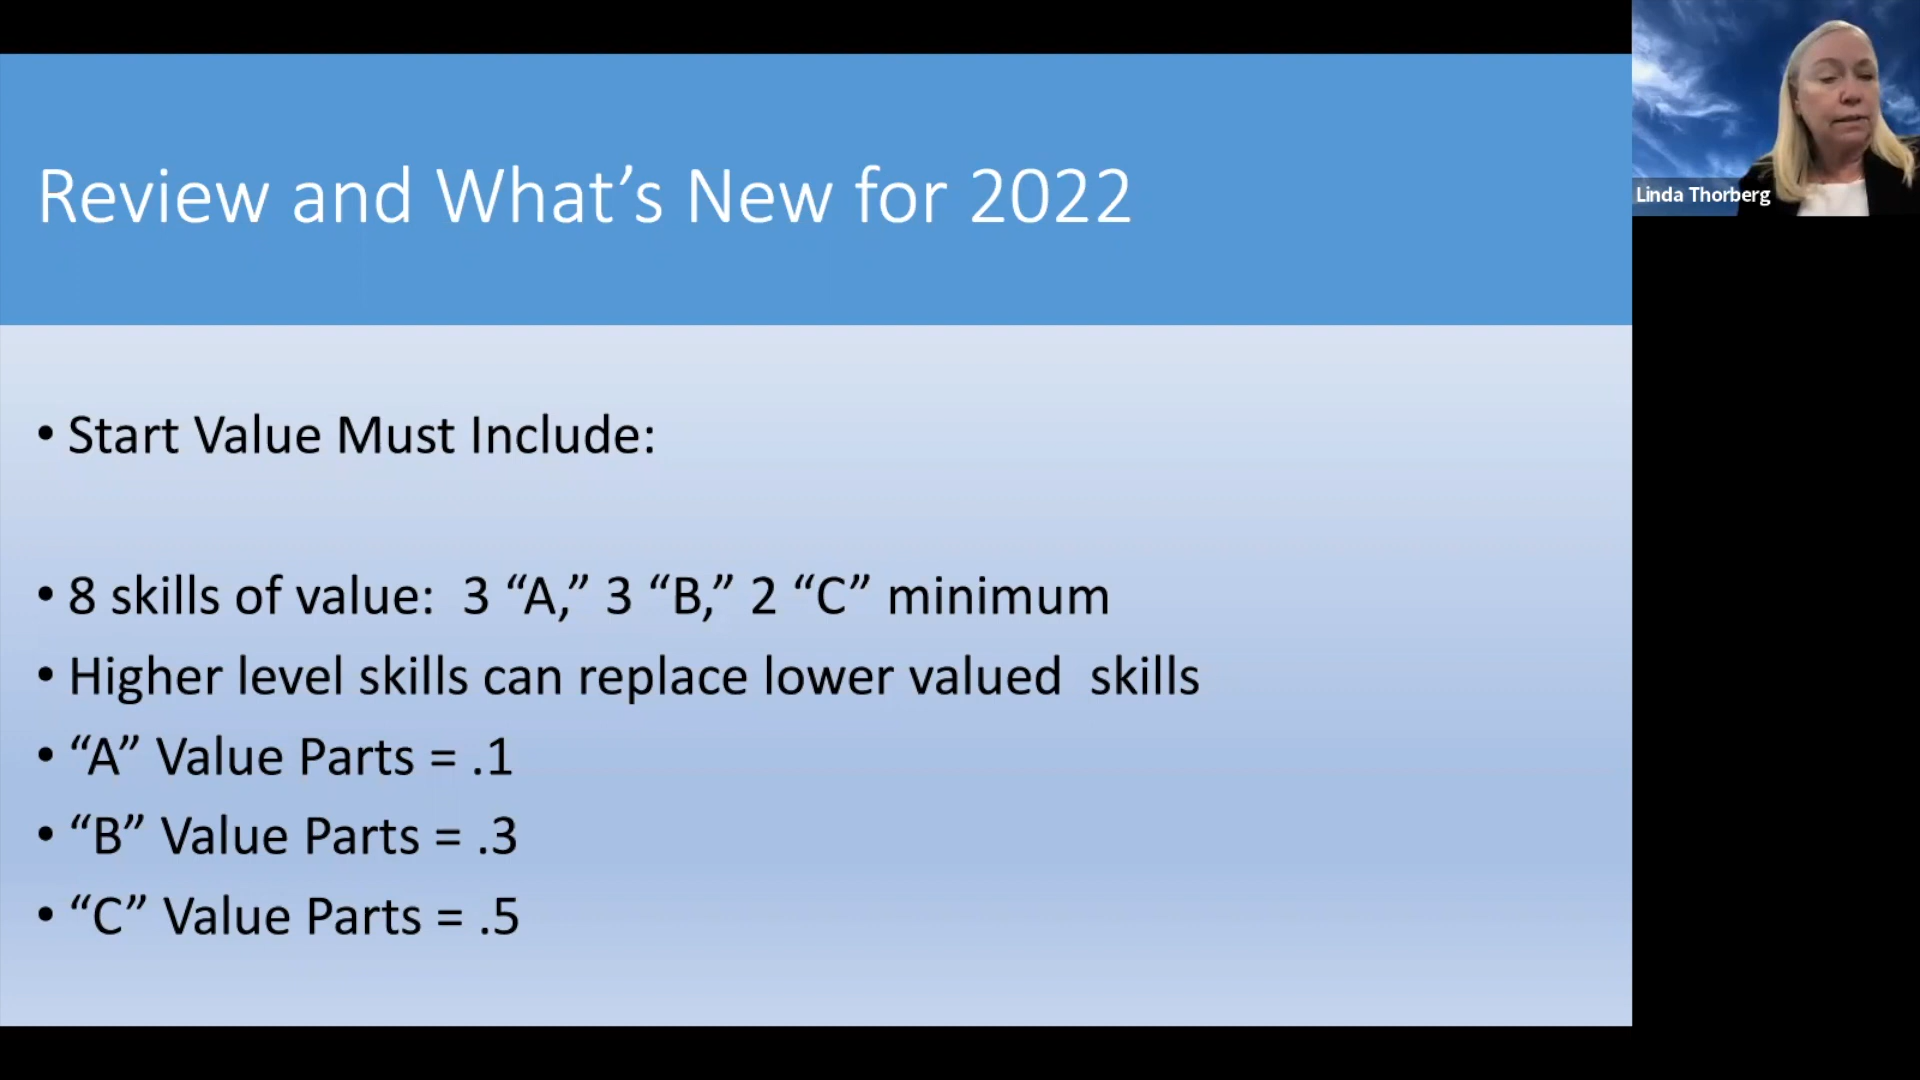 Review and What’s New for 2022
Linda Thorberg
• Start Value Must Include:
• 8 skills of value:  3 “A,” 3 “B,” 2 “C” minimum
• Higher level skills can replace lower valued  skills
• “A” Value Parts = .1
• “B” Value Parts = .3
• “C” Value Parts = .5